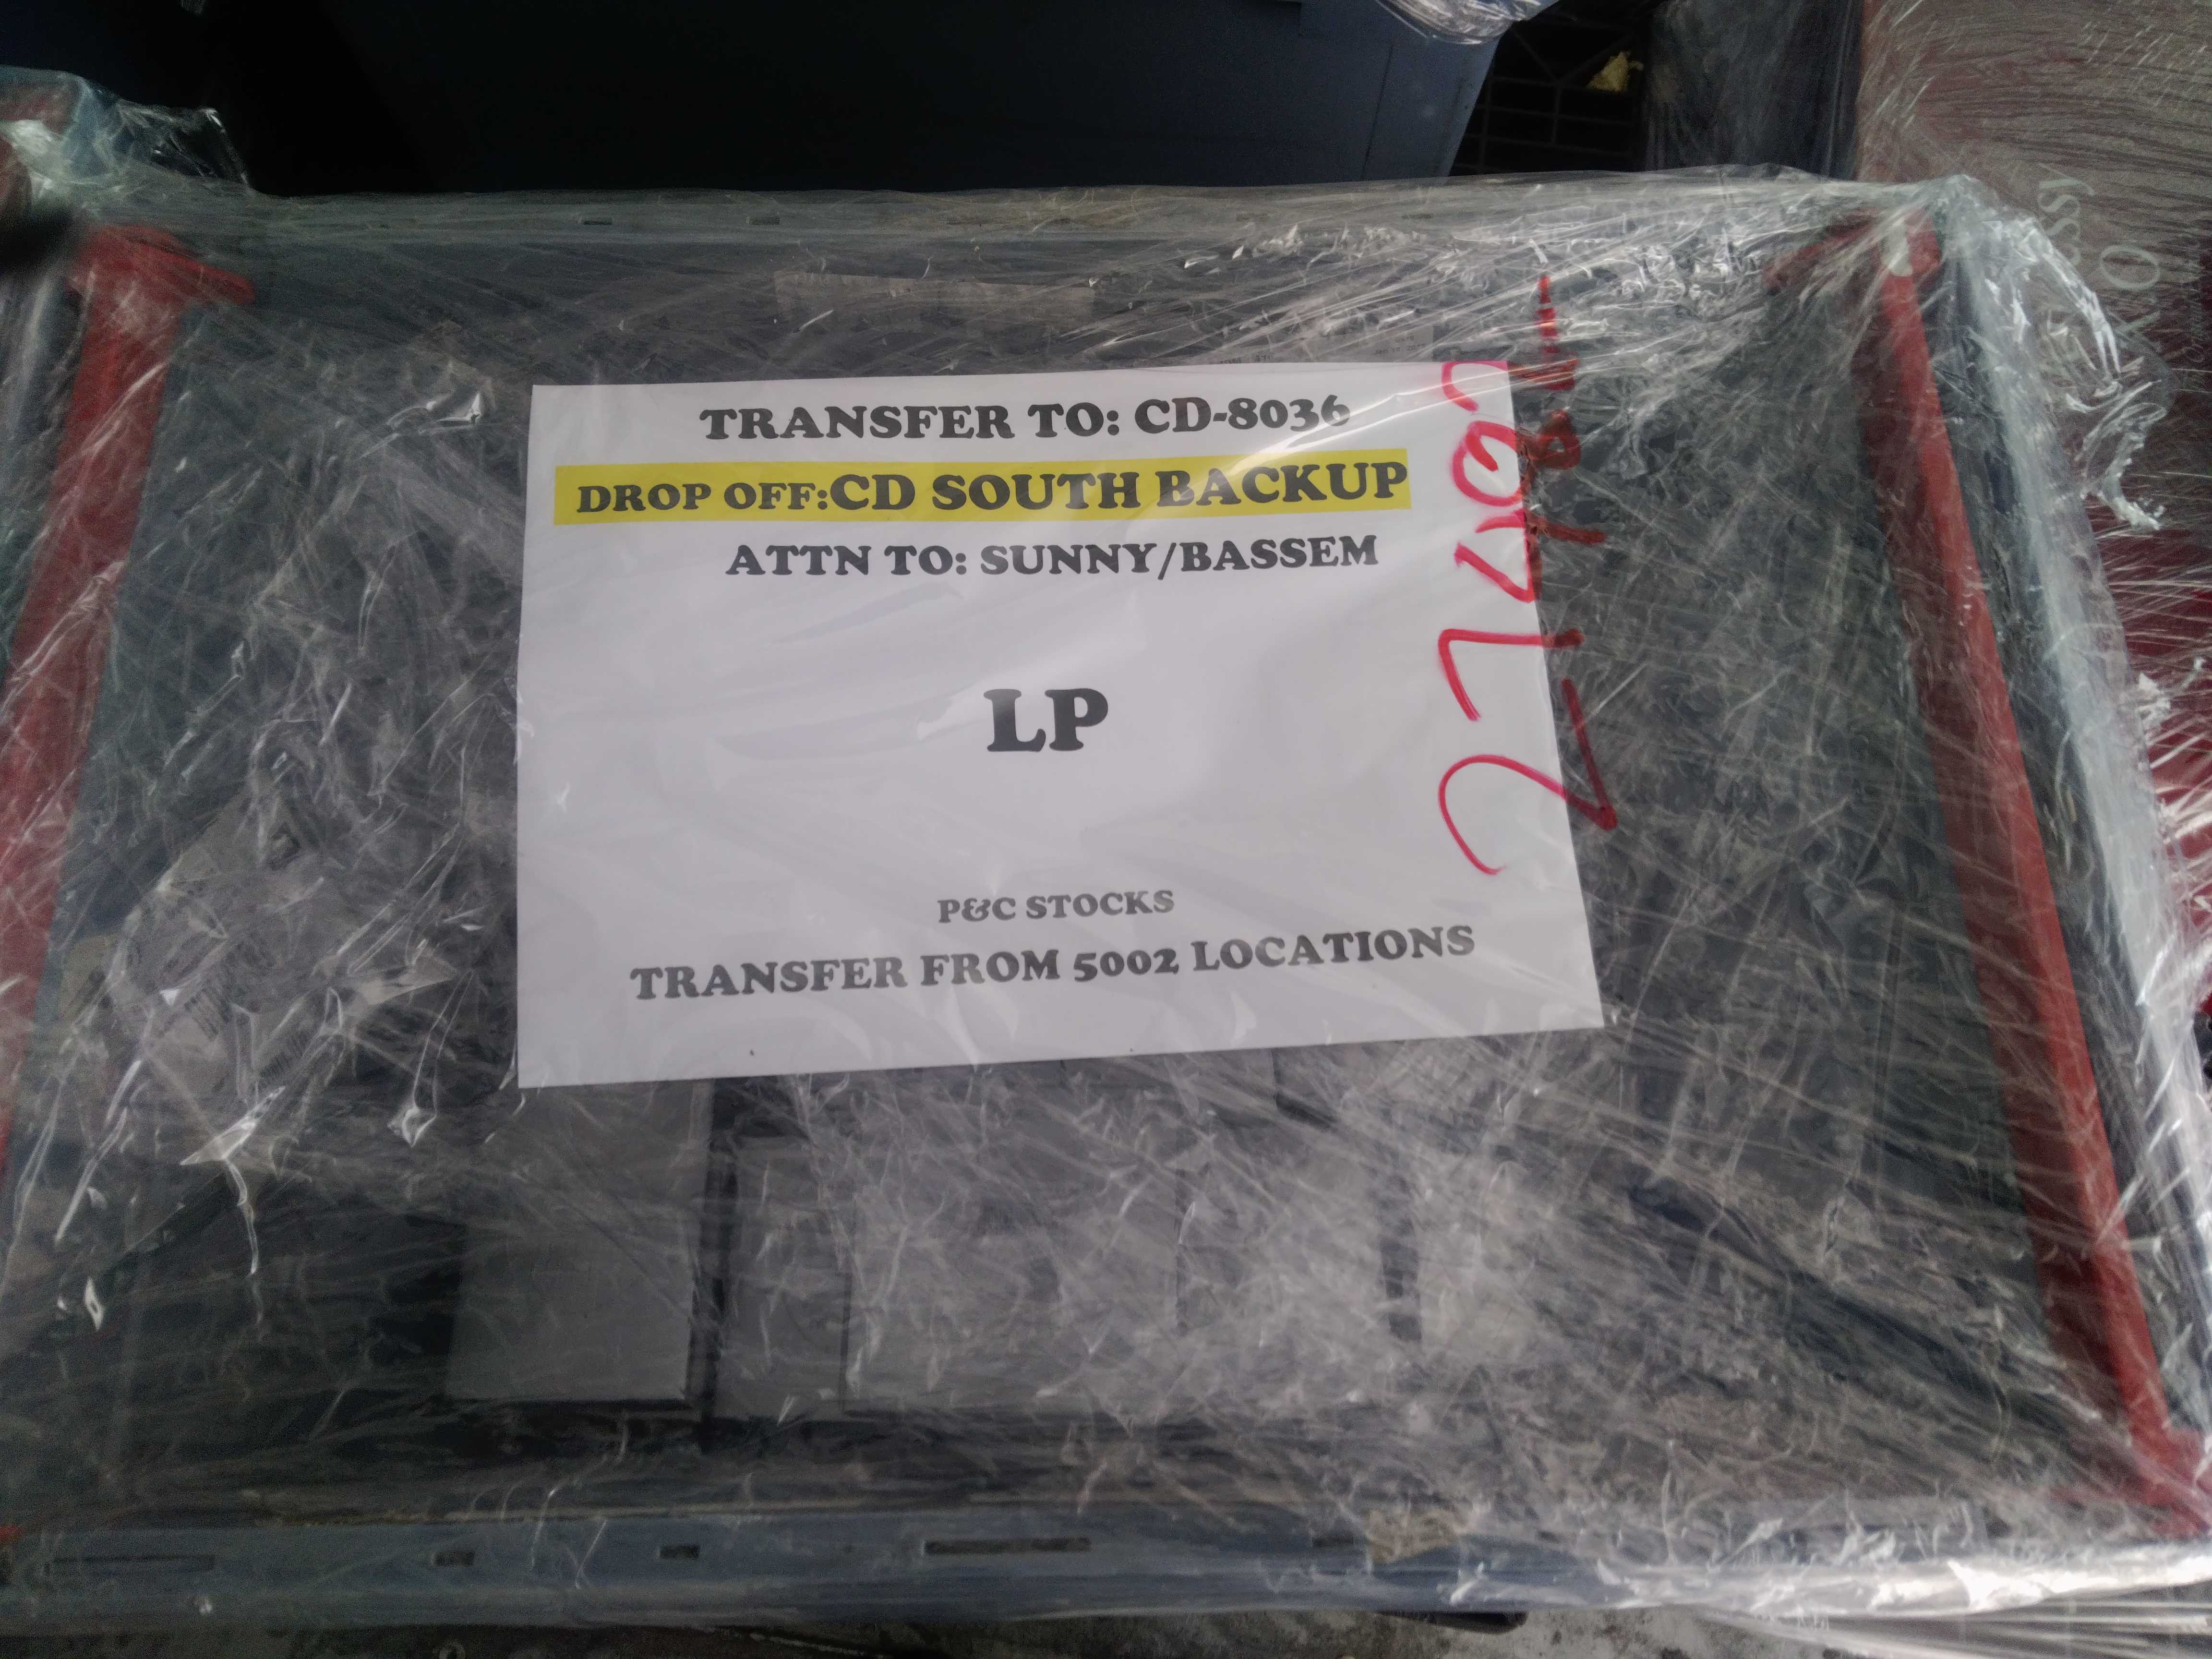 TRANSFER TO: CD-8036
DROP OFF:CD SOUTH BACKUP
ATTN TO: SUNNY/BASSEM
LP
P&C STOCKS
TRANSFER FROM 5002 LOCATIONS